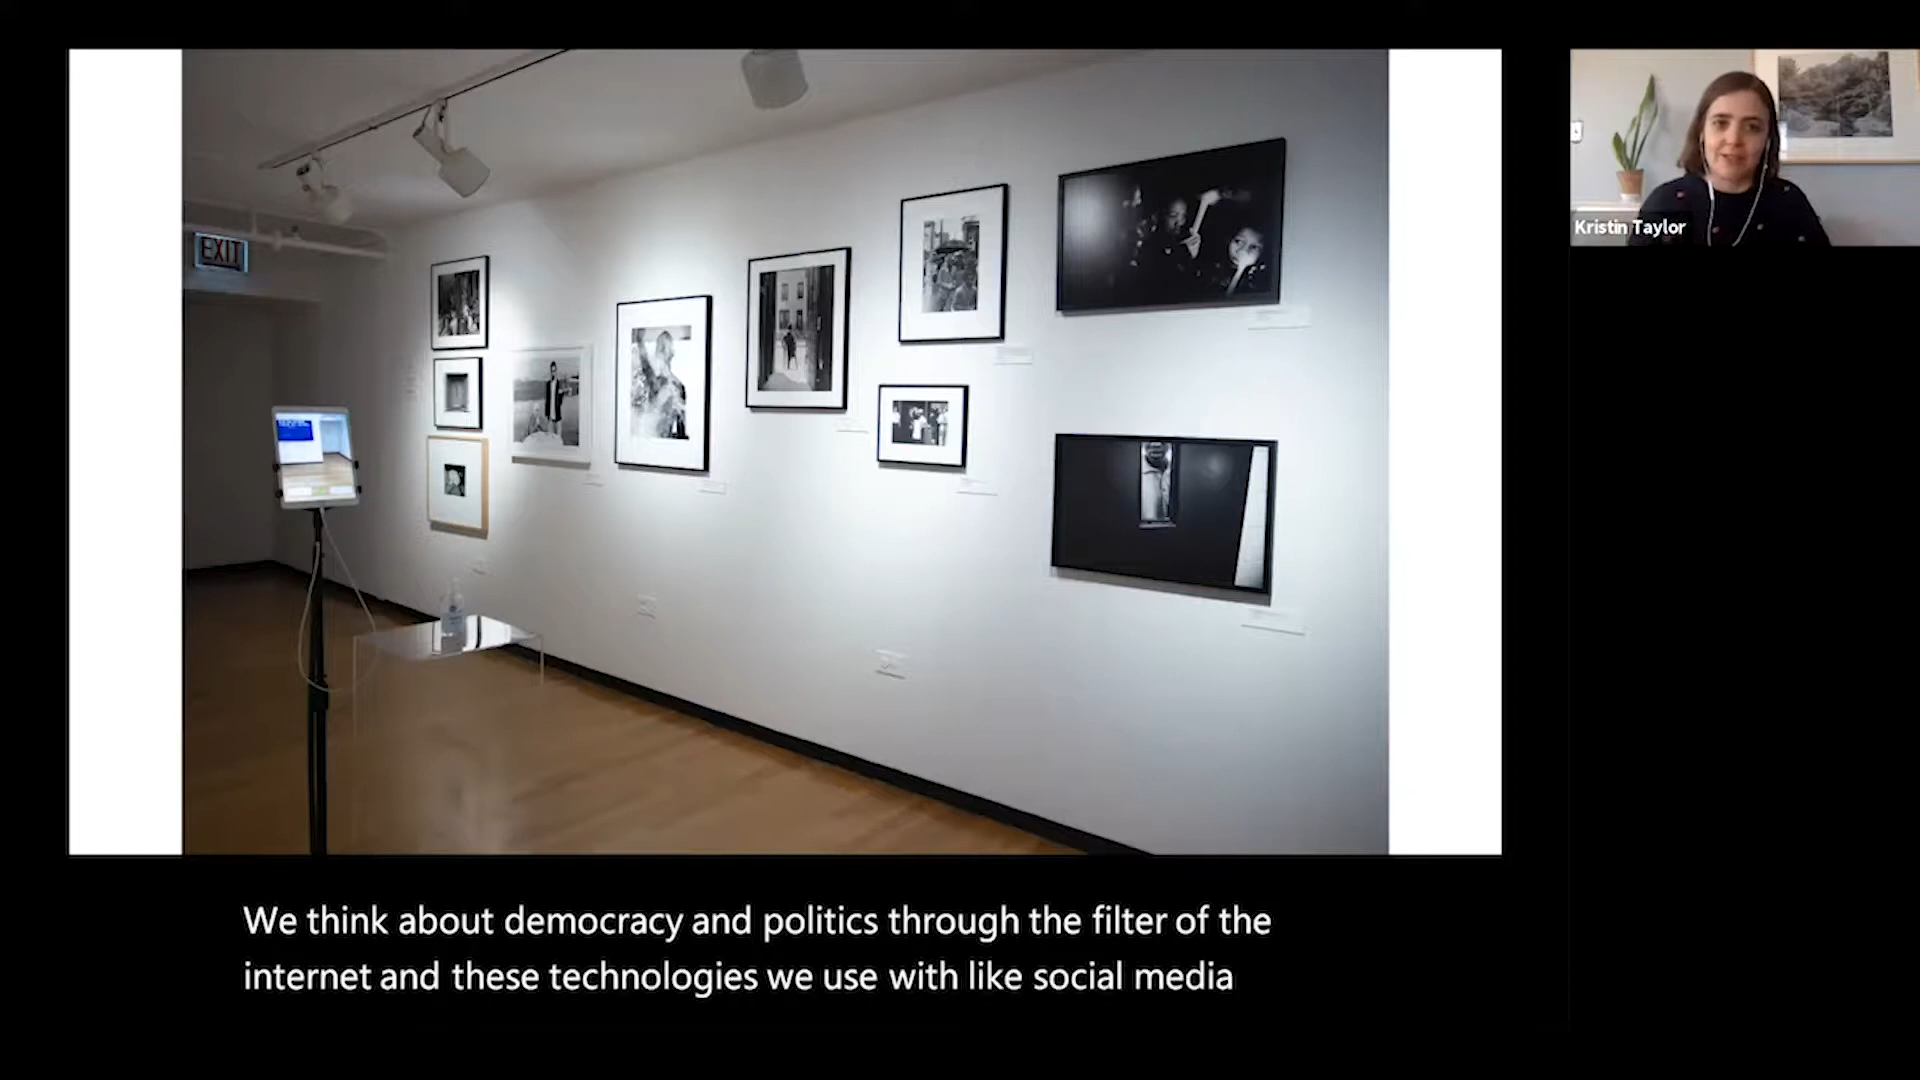 EXIT
Kristin Taylor
We think about democracy and politics through the filter of the
internet and these technologies we use with like social media